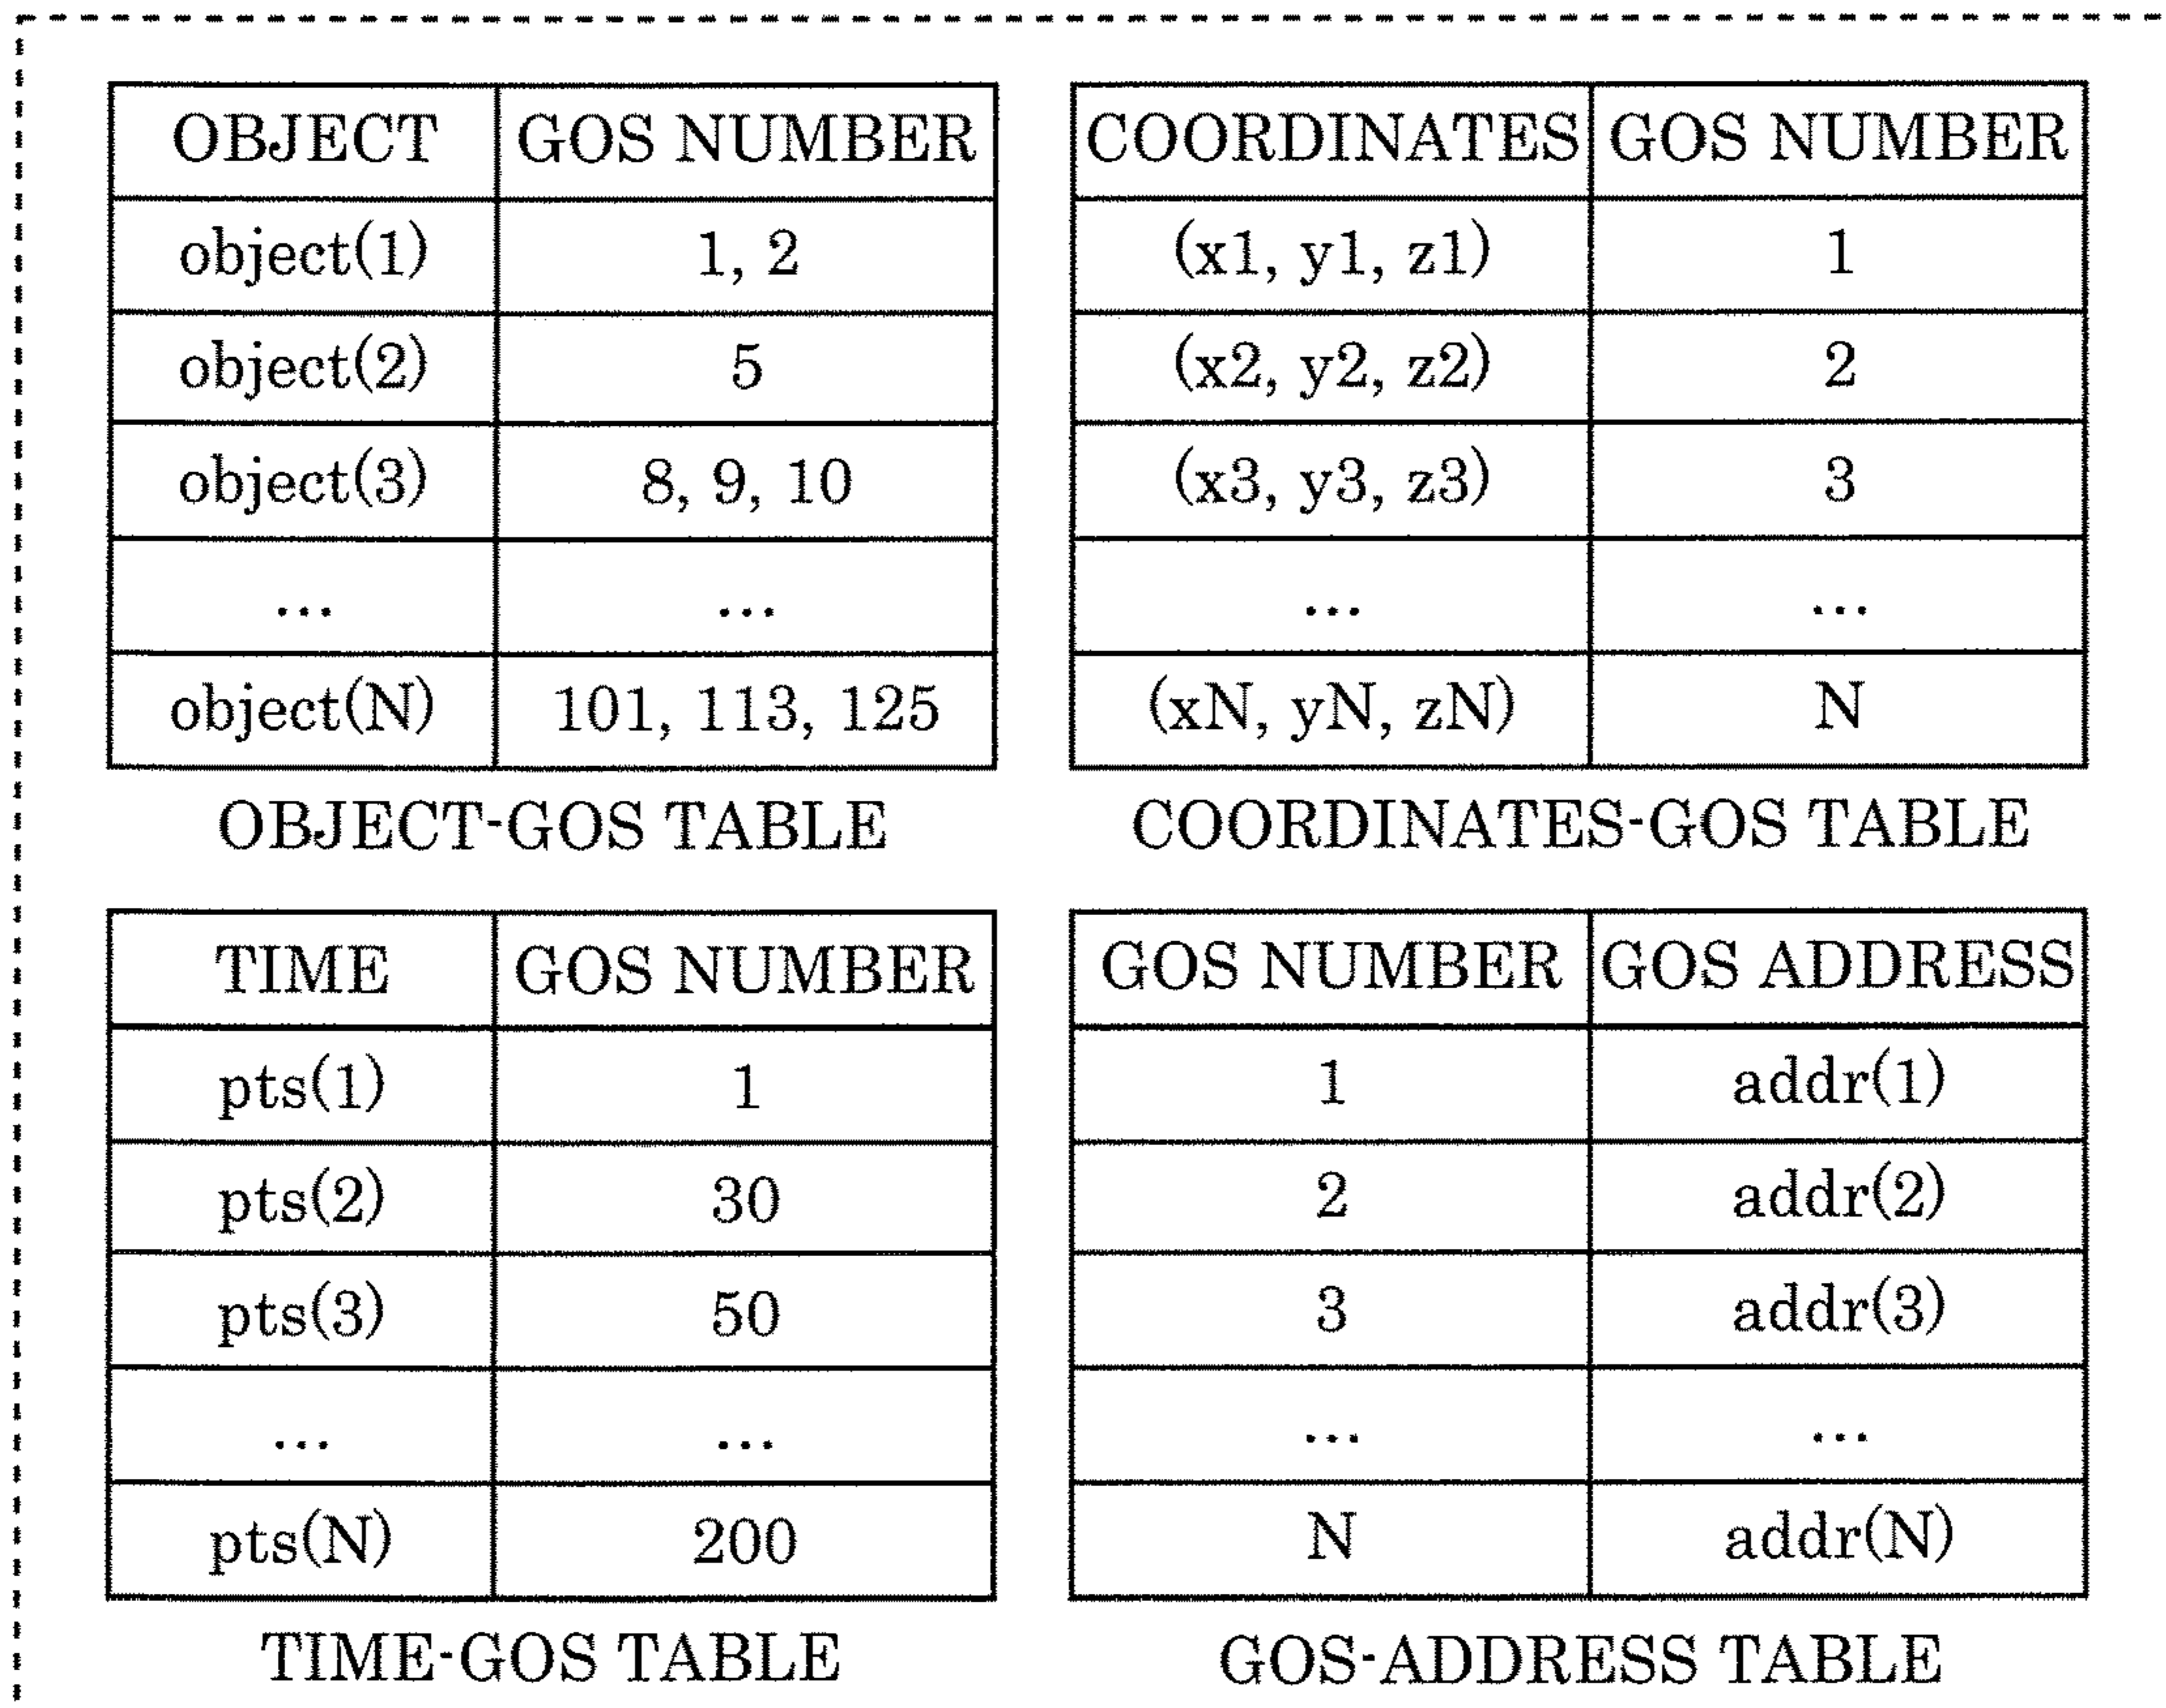 OBJECT GOS NUMBER
object(1) 1, 2
object(2) 5
object(3) 8, 9, 10
... ...
object(N) 101, 113, 125
OBJECT-GOS TABLE
COORDINATES GOS NUMBER
(x1, y1, z1) 1
(x2, y2, z2) 2
(x3, y3, z3) 3
... ...
(xN, yN, zN) N
COORDINATES-GOS TABLE
TIME GOS NUMBER
pts(1) 1
pts(2) 30
pts(3) 50
... ...
pts(N) 200
TIME-GOS TABLE
GOS NUMBER GOS ADDRESS
1 addr(1)
2 addr(2)
3 addr(3)
... ...
N addr(N)
GOS-ADDRESS TABLE